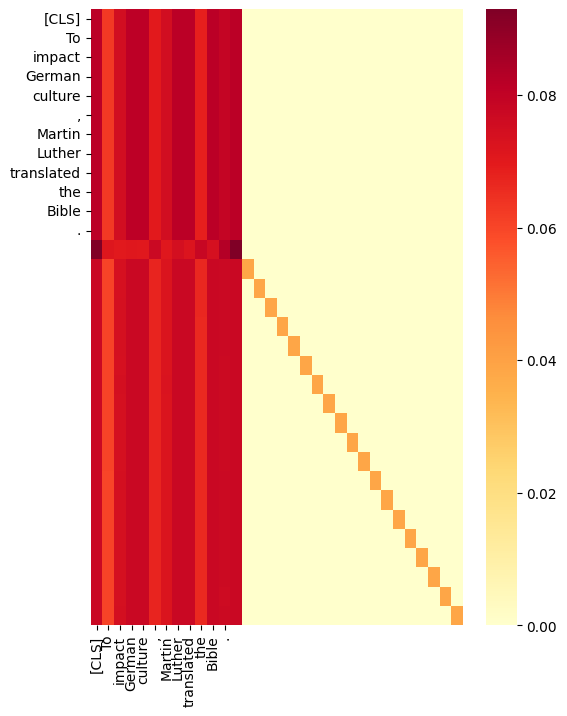 [CLS]
To
impact
German
culture
,
Martin
Luther
translated
the
Bible
.
0.08
0.06
0.04
0.02
0.00
[CLS]
To
impact
German
culture
,
Martin
Luther
translated
the
Bible
.